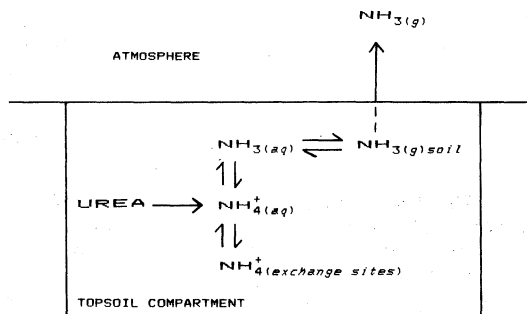 NH3(g)
ATMOSPHERE
NH3(aq) ⇌ NH3(g)soil
⇅
UREA → NH4+(aq)
⇅
NH4+(exchange sites)
TOPSOIL COMPARTMENT